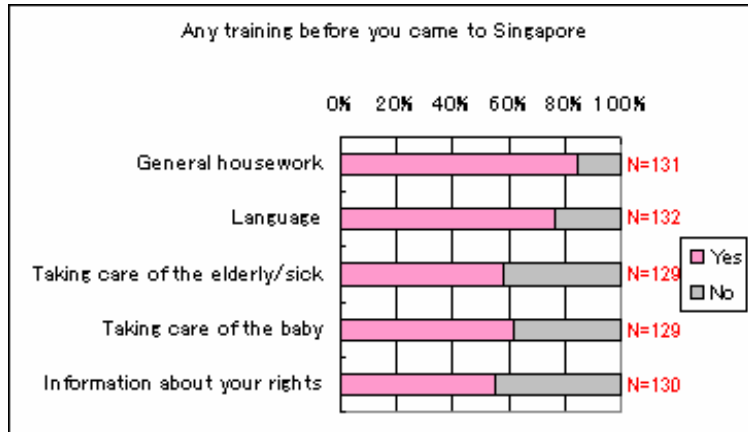 Any training before you came to Singapore
0% 20% 40% 60% 80% 100%
General housework N=131
Language N=132
Taking care of the elderly/sick N=129
Taking care of the baby N=129
Information about your rights N=130
Yes
No